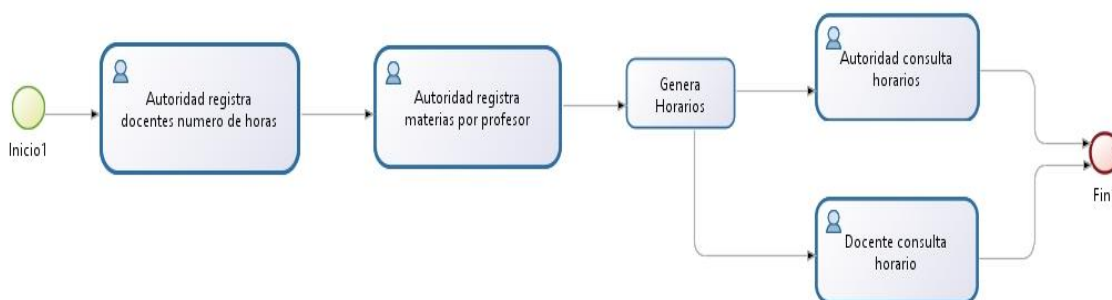 Inicio1
Autoridad registra
docentes numero de horas
Autoridad registra
materias por profesor
Genera
Horarios
Autoridad consulta
horarios
Docente consulta
horario
Fin